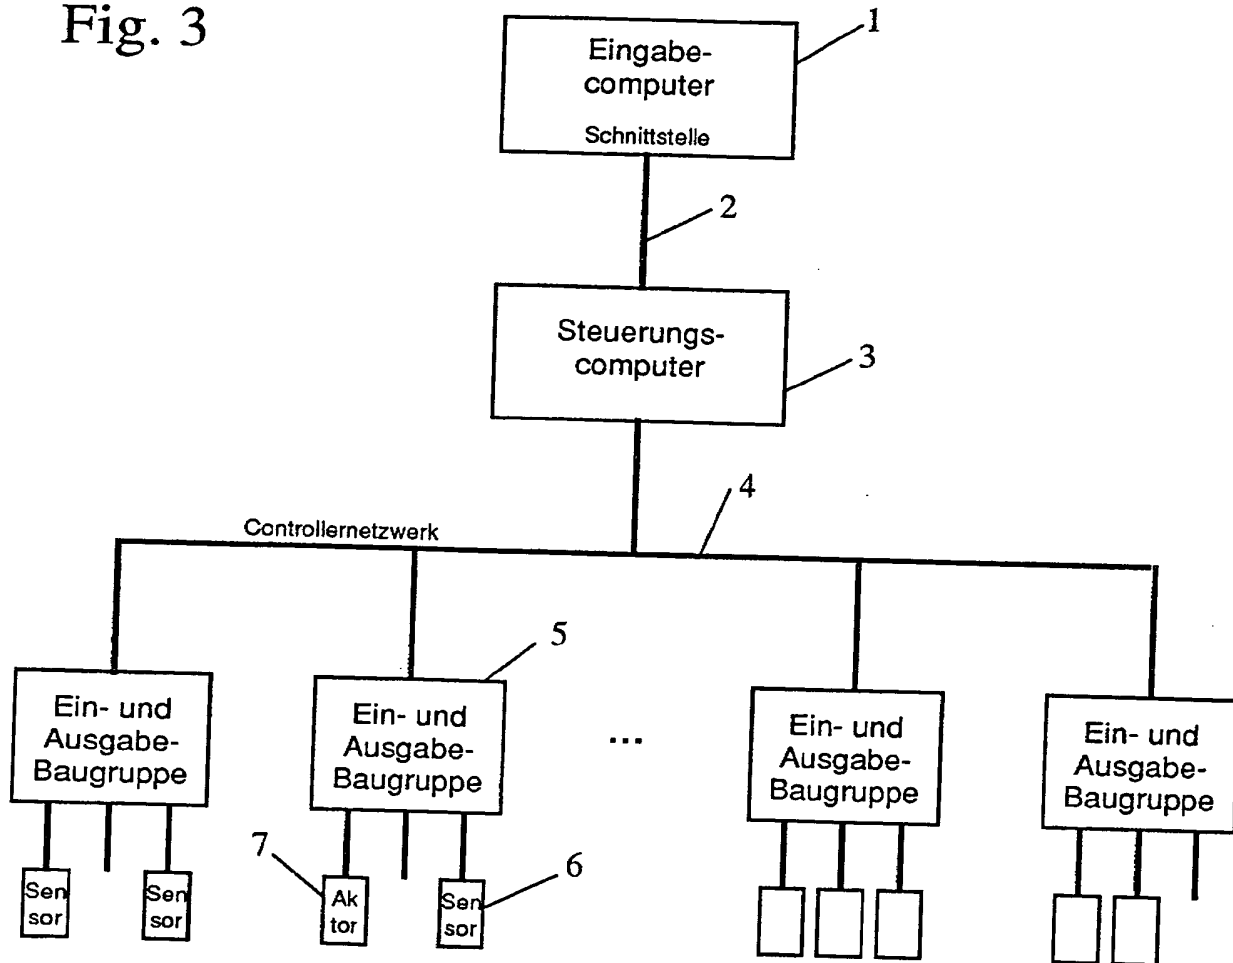 Fig. 3
1
Eingabe-
computer
Schnittstelle
2
Steuerungs-
computer
3
4
Controllernetzwerk
5
Ein- und
Ausgabe-
Baugruppe
Ein- und
Ausgabe-
Baugruppe
...
Ein- und
Ausgabe-
Baugruppe
Ein- und
Ausgabe-
Baugruppe
7
6
Sen
sor
Sen
sor
Ak
tor
Sen
sor